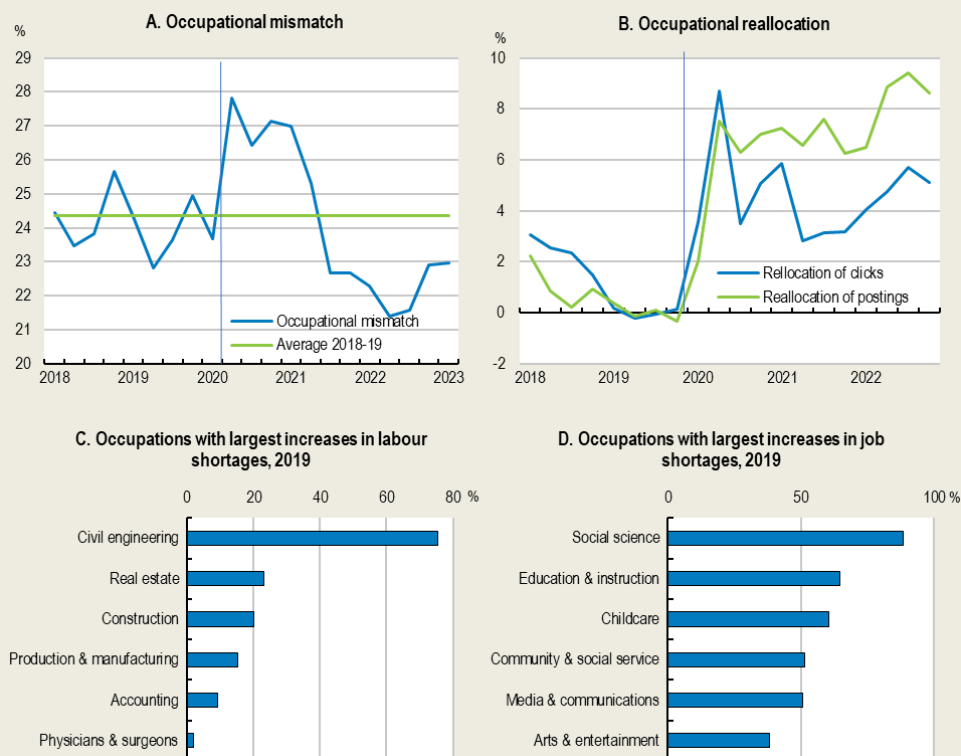 A. Occupational mismatch
%
29
28
27
26
25
24
23
22
21
20
Occupational mismatch
Average 2018-19
2018 2019 2020 2021 2022 2023
B. Occupational reallocation
%
10
8
6
4
2
0
-2
Rellocation of clicks
Reallocation of postings
2018 2019 2020 2021 2022
C. Occupations with largest increases in labour
shortages, 2019
0 20 40 60 80 %
Civil engineering
Real estate
Construction
Production & manufacturing
Accounting
Physicians & surgeons
D. Occupations with largest increases in job
shortages, 2019
0 50 100 %
Social science
Education & instruction
Childcare
Community & social service
Media & communications
Arts & entertainment